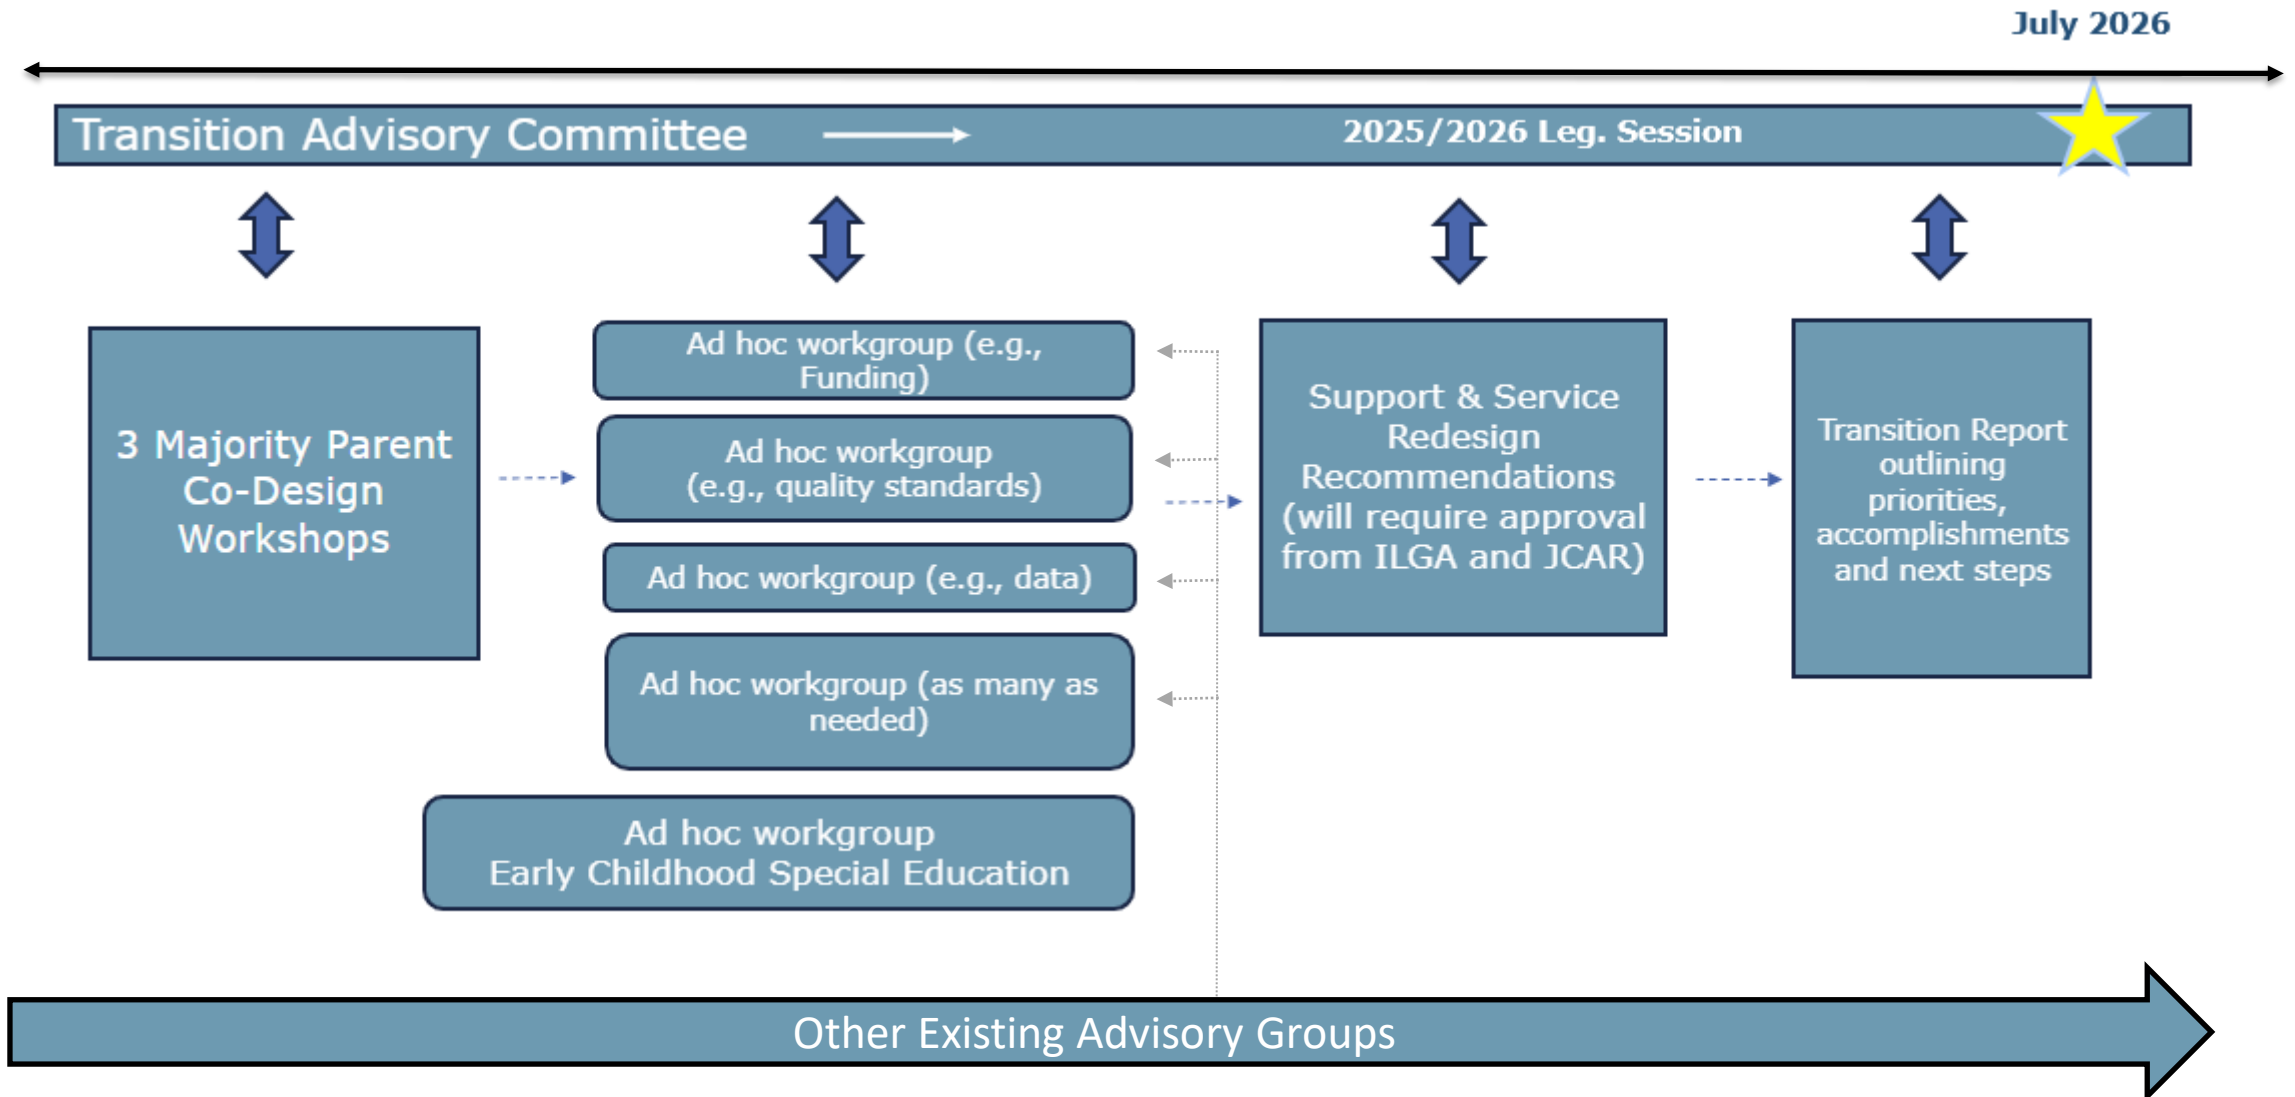 July 2026
Transition Advisory Committee
2025/2026 Leg. Session
3 Majority Parent
Co-Design
Workshops
Ad hoc workgroup (e.g.,
Funding)
Ad hoc workgroup
(e.g., quality standards)
Ad hoc workgroup (e.g., data)
Ad hoc workgroup (as many as
needed)
Ad hoc workgroup
Early Childhood Special Education
Support & Service
Redesign
Recommendations
(will require approval
from ILGA and JCAR)
Transition Report
outlining
priorities,
accomplishments
and next steps
Other Existing Advisory Groups